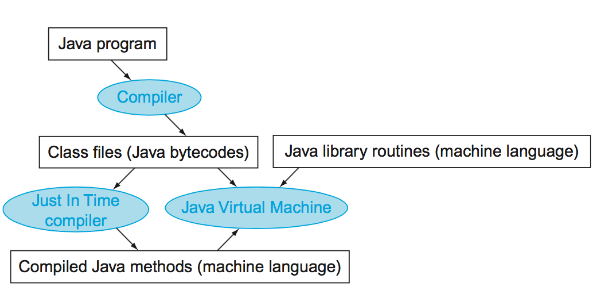 Java program
Compiler
Class files (Java bytecodes)
Java library routines (machine language)
Just In Time
compiler
Java Virtual Machine
Compiled Java methods (machine language)